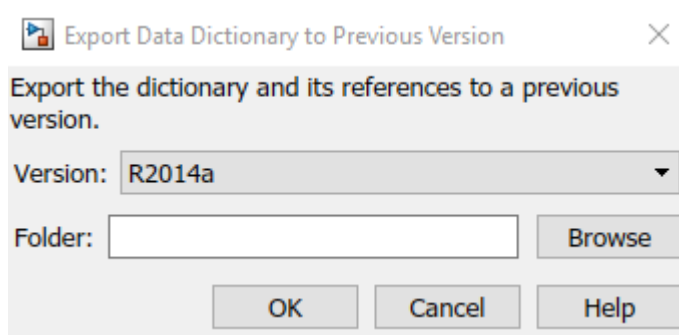 Export Data Dictionary to Previous Version
Export the dictionary and its references to a previous
version.
Version: R2014a
Folder: Browse
OK Cancel Help